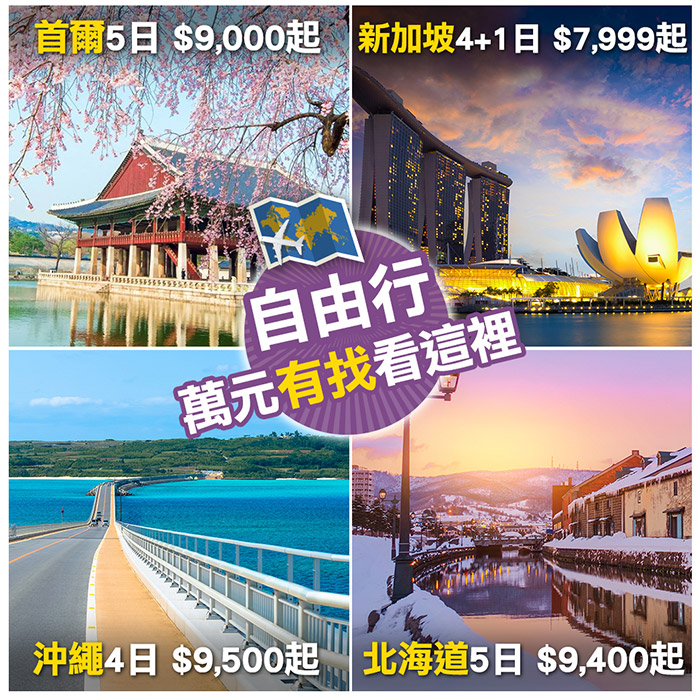 首爾5日 $9,000起
新加坡4+1日 $7,999起
自由行
萬元有找看這裡
沖繩4日 $9,500起
北海道5日 $9,400起